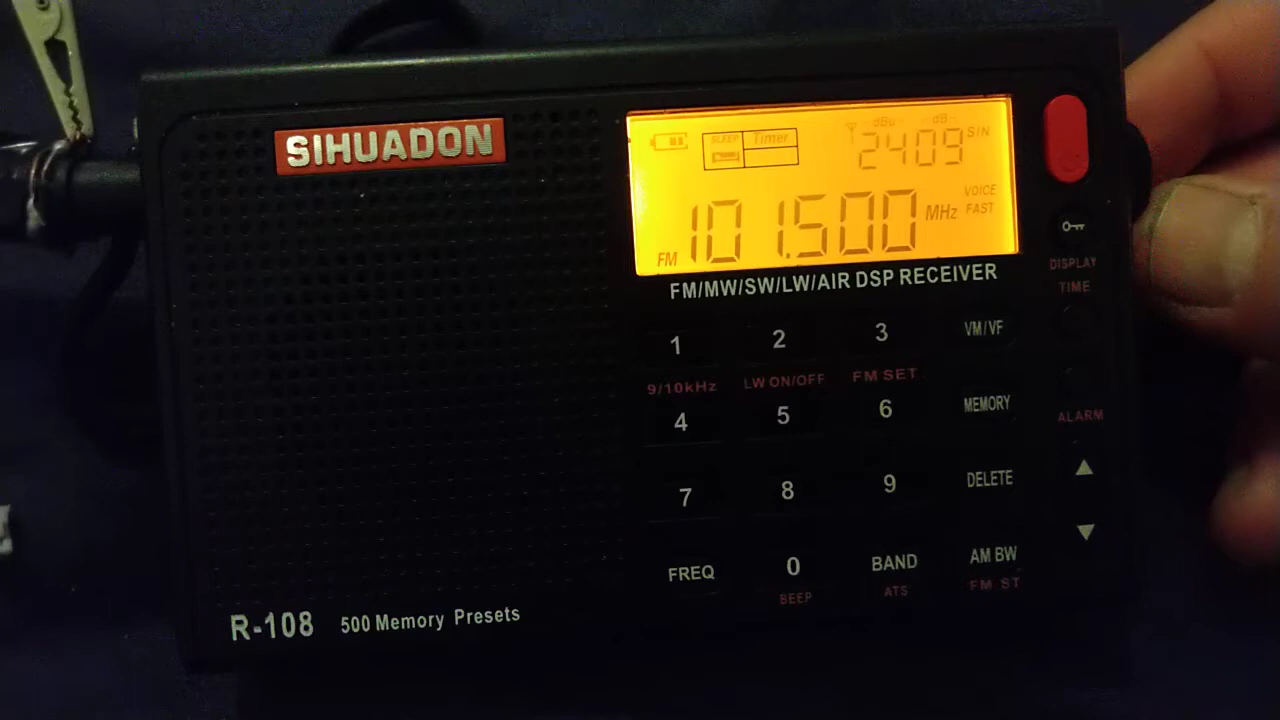 SIHUADON
SLEEP Timer
dBu dB
2409 S/N
VOICE
FAST
FM 101.500 MHz
FM/MW/SW/LW/AIR DSP RECEIVER
1 2 3 VM/VF
9/10kHz LW ON/OFF FM SET
4 5 6 MEMORY
7 8 9 DELETE
FREQ 0 BAND AM BW
BEEP ATS FM ST
DISPLAY
TIME
ALARM
R-108 500 Memory Presets